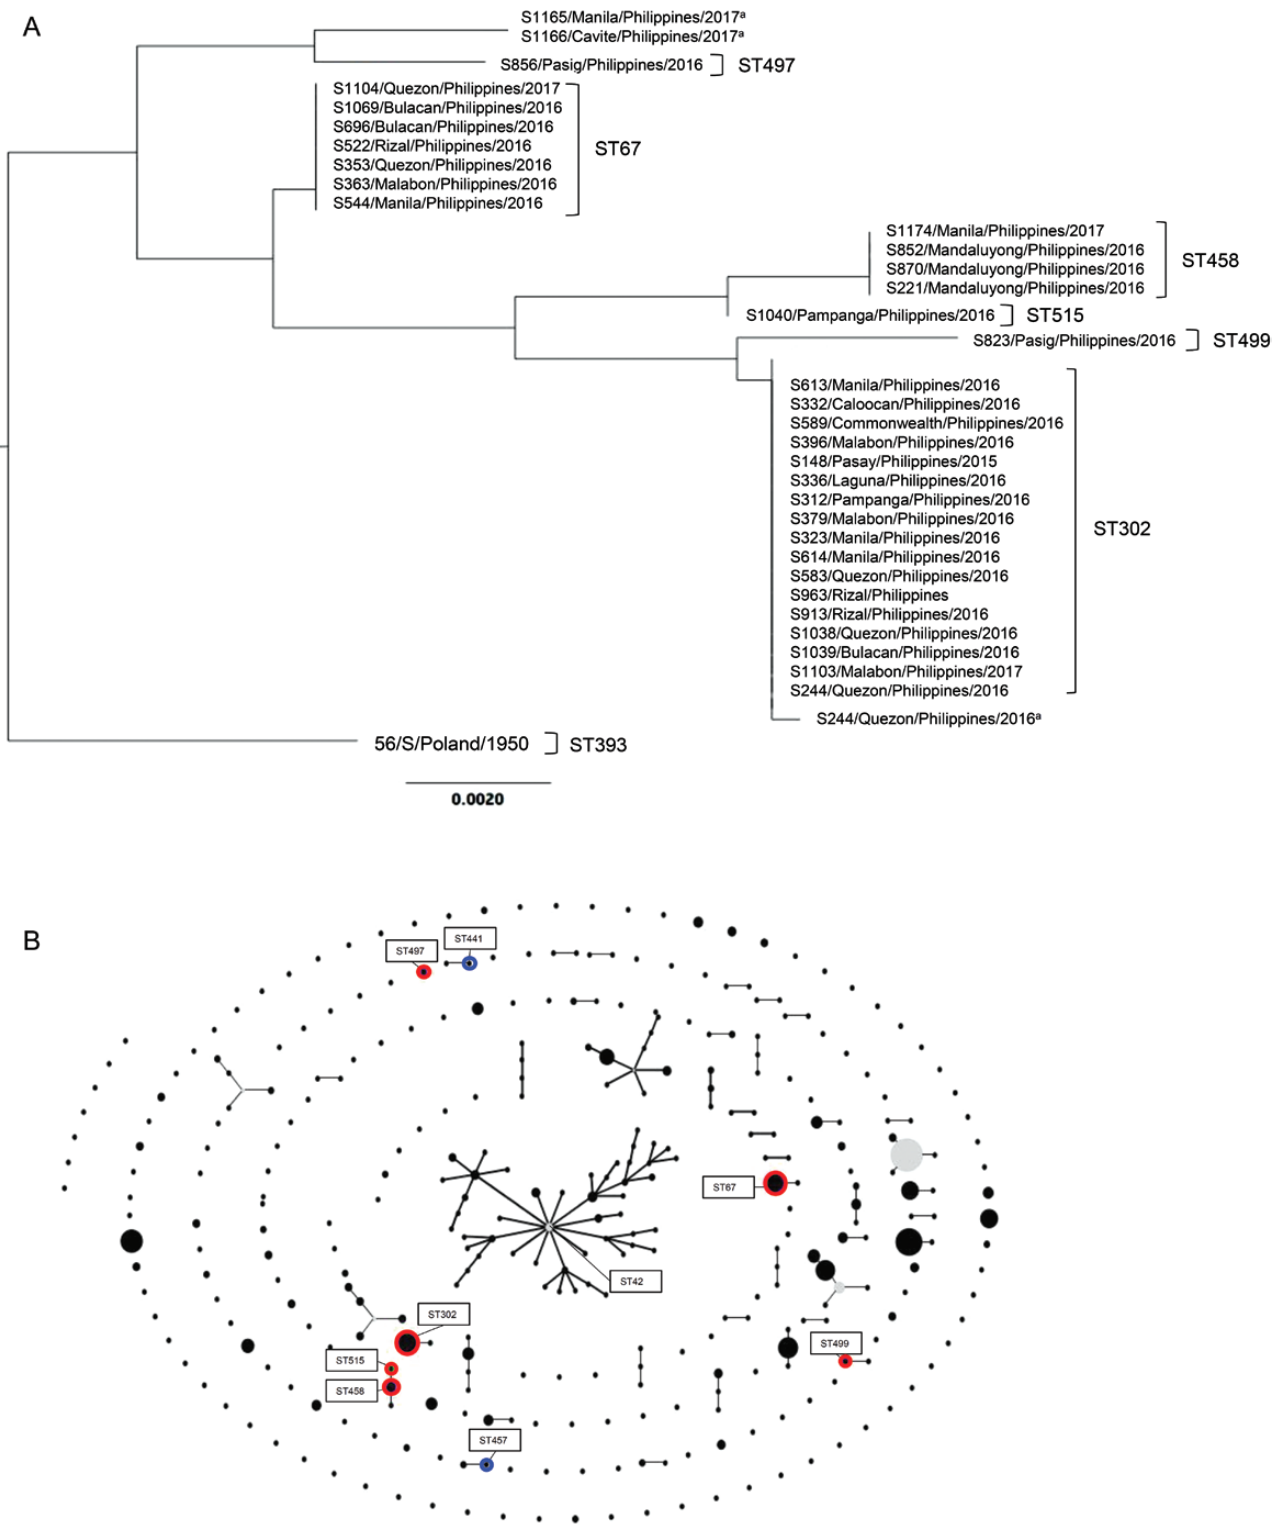 A
S1165/Manila/Philippines/2017ª
S1166/Cavite/Philippines/2017ª
S856/Pasig/Philippines/2016 ST497
S1104/Quezon/Philippines/2017
S1069/Bulacan/Philippines/2016
S696/Bulacan/Philippines/2016
S522/Rizal/Philippines/2016
ST67
S353/Quezon/Philippines/2016
S363/Malabon/Philippines/2016
S544/Manila/Philippines/2016
S1174/Manila/Philippines/2017
S852/Mandaluyong/Philippines/2016
ST458
S870/Mandaluyong/Philippines/2016
S221/Mandaluyong/Philippines/2016
S1040/Pampanga/Philippines/2016 ST515
S823/Pasig/Philippines/2016 ST499
S613/Manila/Philippines/2016
S332/Caloocan/Philippines/2016
S589/Commonwealth/Philippines/2016
S396/Malabon/Philippines/2016
S148/Pasay/Philippines/2015
S336/Laguna/Philippines/2016
S312/Pampanga/Philippines/2016
S379/Malabon/Philippines/2016
ST302
S323/Manila/Philippines/2016
S614/Manila/Philippines/2016
S583/Quezon/Philippines/2016
S963/Rizal/Philippines
S913/Rizal/Philippines/2016
S1038/Quezon/Philippines/2016
S1039/Bulacan/Philippines/2016
S1103/Malabon/Philippines/2017
S244/Quezon/Philippines/2016
S244/Quezon/Philippines/2016ª
56/S/Poland/1950 ST393
0.0020
B
ST441
ST497
ST67
ST42
ST302
ST499
ST515
ST458
ST457